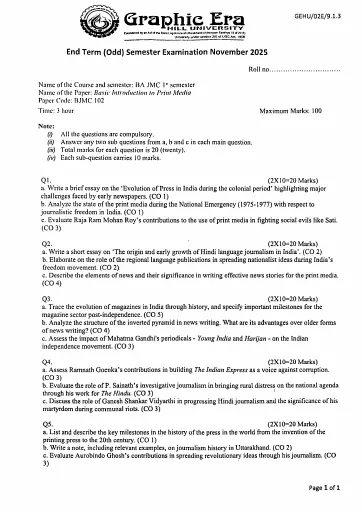 GEHU/02E/9.1.3
Graphic Era
HILL UNIVERSITY
End Term (Odd) Semester Examination November 2025
Roll no..............................
Name of the Course and semester: BA JMC 1st semester
Name of the Paper: Basic Introduction to Print Media
Paper Code: BJMC 102
Time: 3 hour Maximum Marks: 100
Note:
(i) All the questions are compulsory.
(ii) Answer any two sub questions from a, b and c in each main question.
(iii) Total marks for each question is 20 (twenty).
(iv) Each sub-question carries 10 marks.
Q1. (2X10=20 Marks)
a. Write a brief essay on the 'Evolution of Press in India during the colonial period' highlighting major
challenges faced by early newspapers. (CO 1)
b. Analyze the state of the print media during the National Emergency (1975-1977) with respect to
journalistic freedom in India. (CO 1)
c. Evaluate Raja Ram Mohan Roy's contributions to the use of print media in fighting social evils like Sati.
(CO 3)
Q2. (2X10=20 Marks)
a. Write a short essay on 'The origin and early growth of Hindi language journalism in India'. (CO 2)
b. Elaborate on the role of the regional language publications in spreading nationalist ideas during India's
freedom movement. (CO 2)
c. Describe the elements of news and their significance in writing effective news stories for the print media.
(CO 4)
Q3. (2X10=20 Marks)
a. Trace the evolution of magazines in India through history, and specify important milestones for the
magazine sector post-independence. (CO 5)
b. Analyze the structure of the inverted pyramid in news writing. What are its advantages over older forms
of news writing? (CO 4)
c. Assess the impact of Mahatma Gandhi's periodicals - Young India and Harijan - on the Indian
independence movement. (CO 3)
Q4. (2X10=20 Marks)
a. Assess Ramnath Goenka's contributions in building The Indian Express as a voice against corruption.
(CO 3)
b. Evaluate the role of P. Sainath's investigative journalism in bringing rural distress on the national agenda
through his work for The Hindu. (CO 3)
c. Discuss the role of Ganesh Shankar Vidyarthi in progressing Hindi journalism and the significance of his
martyrdom during communal riots. (CO 3)
Q5. (2X10=20 Marks)
a. List and describe the key milestones in the history of the press in the world from the invention of the
printing press to the 20th century. (CO 1)
b. Write a note, including relevant examples, on journalism history in Uttarakhand. (CO 2)
c. Evaluate Aurobindo Ghosh's contributions in spreading revolutionary ideas through his journalism. (CO
3)
Page 1 of 1